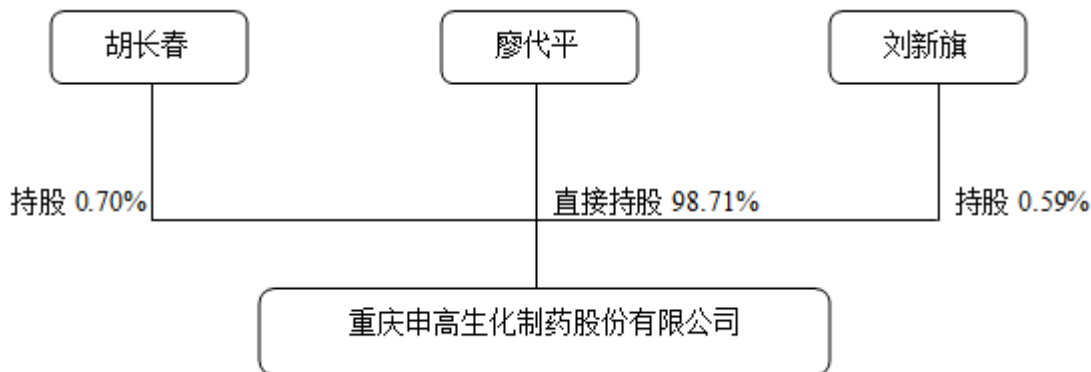 胡长春
廖代平
刘新旗
持股 0.70%
直接持股 98.71%
持股 0.59%
重庆申高生化制药股份有限公司